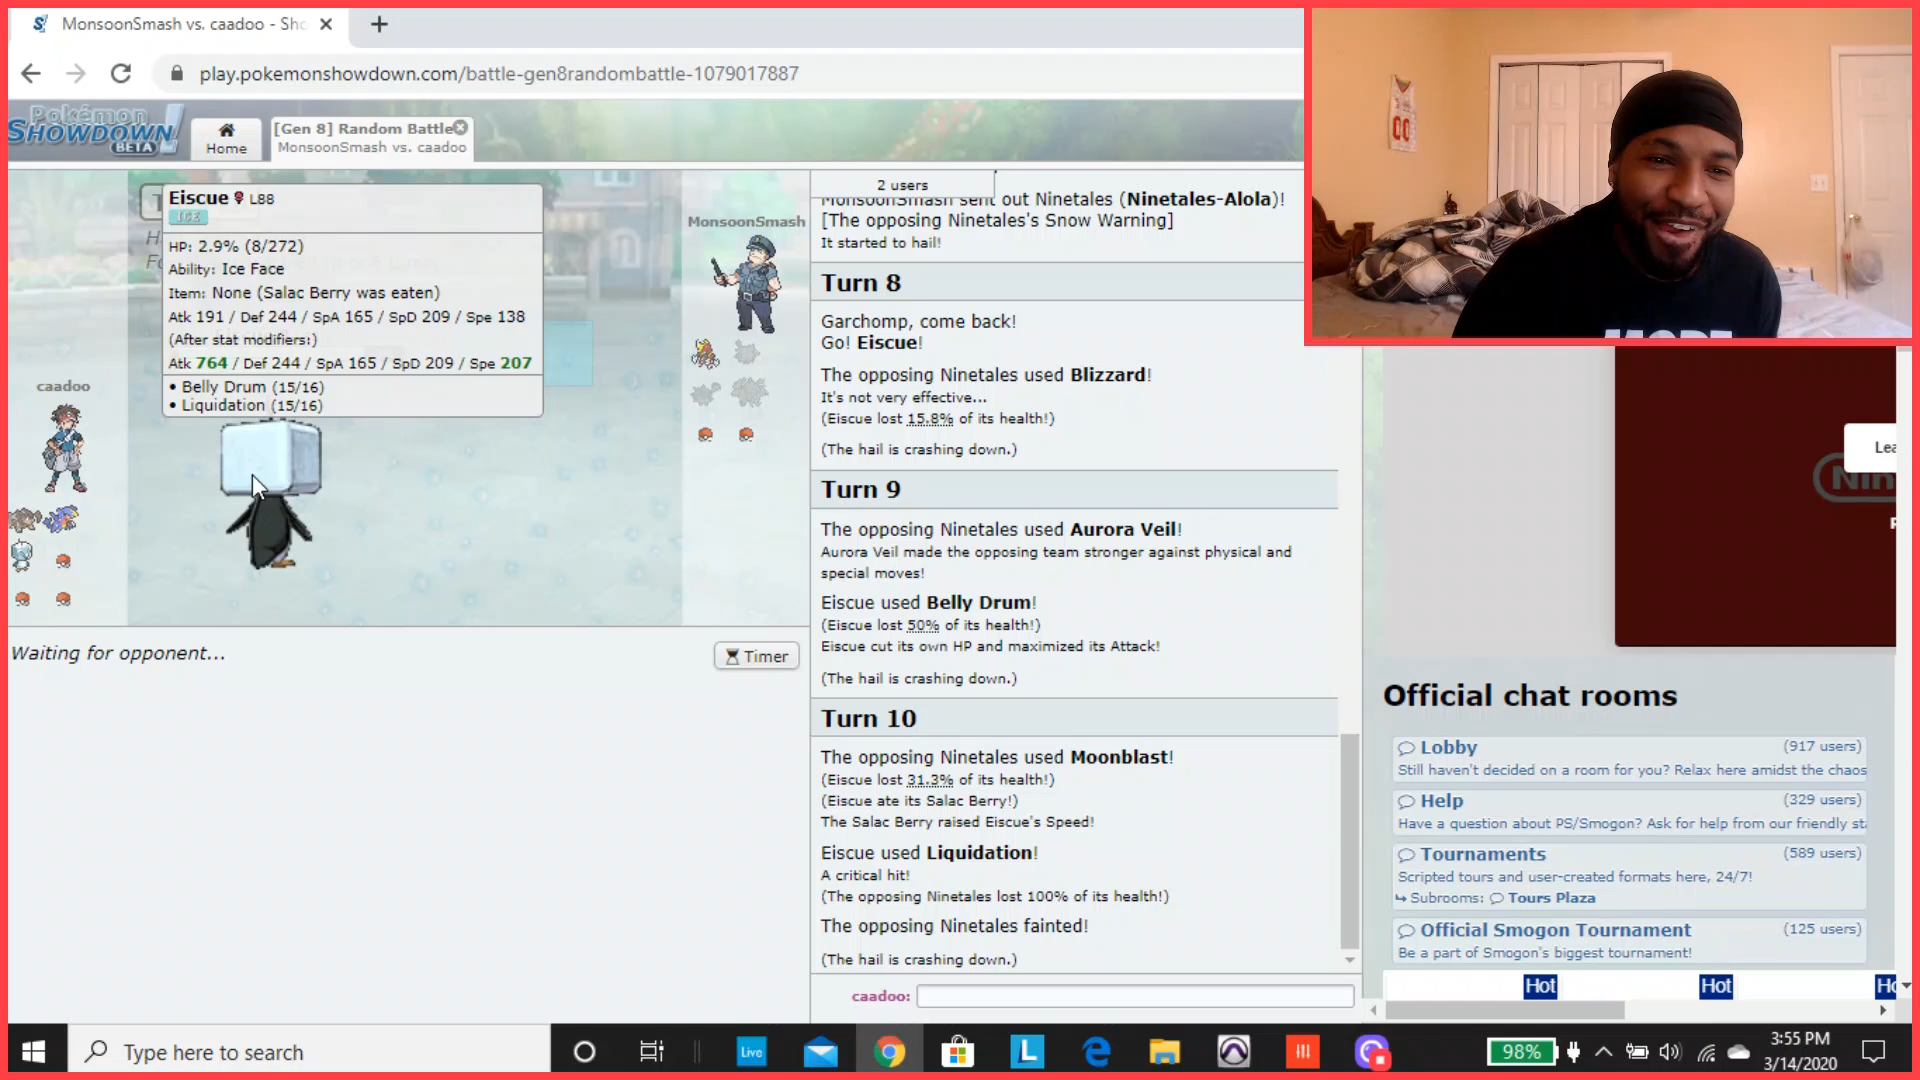 MonsoonSmash vs. caadoo - Sho
play.pokemonshowdown.com/battle-gen8randombattle-1079017887
Pokémon
SHOWDOWN!
BETA
Home
[Gen 8] Random Battle
MonsoonSmash vs. caadoo
Eiscue L88
ICE
HP: 2.9% (8/272)
Ability: Ice Face
Item: None (Salac Berry was eaten)
Atk 191 / Def 244 / SpA 165 / SpD 209 / Spe 138
(After stat modifiers:)
Atk 764 / Def 244 / SpA 165 / SpD 209 / Spe 207
• Belly Drum (15/16)
• Liquidation (15/16)
MonsoonSmash
caadoo
Waiting for opponent...
Timer
2 users
MonsoonSmash sent out Ninetales (Ninetales-Alola)!
[The opposing Ninetales's Snow Warning]
It started to hail!
Turn 8
Garchomp, come back!
Go! Eiscue!
The opposing Ninetales used Blizzard!
It's not very effective...
(Eiscue lost 15.8% of its health!)
(The hail is crashing down.)
Turn 9
The opposing Ninetales used Aurora Veil!
Aurora Veil made the opposing team stronger against physical and
special moves!
Eiscue used Belly Drum!
(Eiscue lost 50% of its health!)
Eiscue cut its own HP and maximized its Attack!
(The hail is crashing down.)
Turn 10
The opposing Ninetales used Moonblast!
(Eiscue lost 31.3% of its health!)
(Eiscue ate its Salac Berry!)
The Salac Berry raised Eiscue's Speed!
Eiscue used Liquidation!
A critical hit!
(The opposing Ninetales lost 100% of its health!)
The opposing Ninetales fainted!
(The hail is crashing down.)
caadoo:
00
Lea
Nin
Official chat rooms
Lobby (917 users)
Still haven't decided on a room for you? Relax here amidst the chaos
Help (329 users)
Have a question about PS/Smogon? Ask for help from our friendly sta
Tournaments (589 users)
Scripted tours and user-created formats here, 24/7!
↳ Subrooms: Tours Plaza
Official Smogon Tournament (125 users)
Be a part of Smogon's biggest tournament!
Hot Hot Ho
Type here to search
Live
L
98%
3:55 PM
3/14/2020